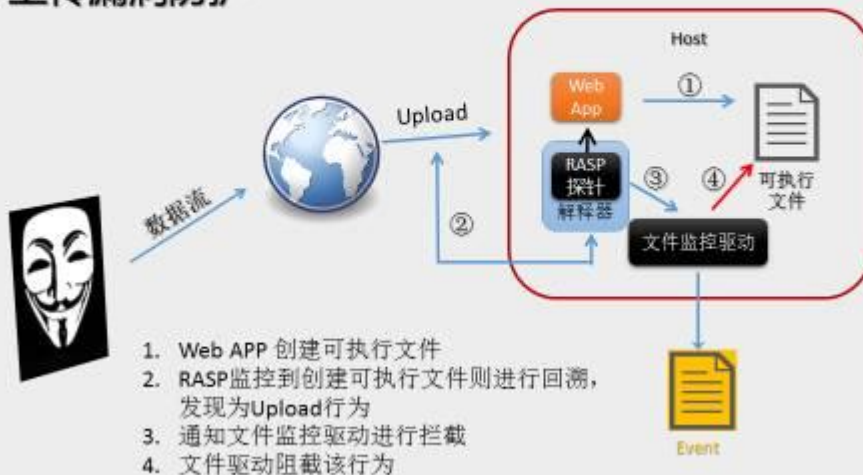 Host
Web
App
①
Upload
RASP
探针
解释器
③
④
可执行
文件
数据流
②
文件监控驱动
1. Web APP 创建可执行文件
2. RASP监控到创建可执行文件则进行回溯，
发现为Upload行为
3. 通知文件监控驱动进行拦截
4. 文件驱动阻截该行为
Event